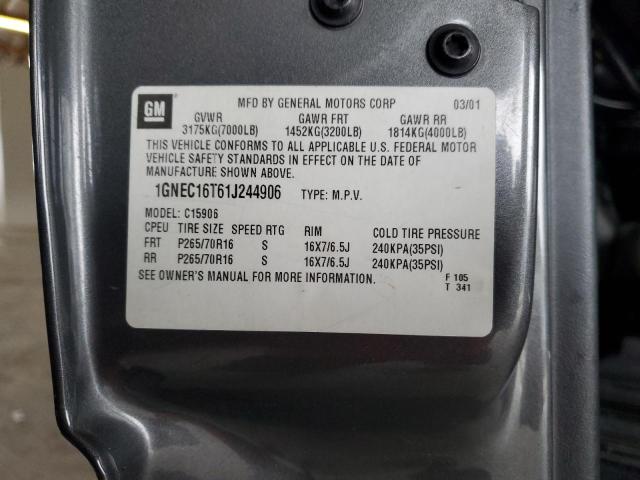 GM
MFD BY GENERAL MOTORS CORP 03/01
GVWR GAWR FRT GAWR RR
3175KG(7000LB) 1452KG(3200LB) 1814KG(4000LB)
THIS VEHICLE CONFORMS TO ALL APPLICABLE U.S. FEDERAL MOTOR
VEHICLE SAFETY STANDARDS IN EFFECT ON THE DATE OF
MANUFACTURE SHOWN ABOVE.
1GNEC16T61J244906 TYPE: M.P.V.
MODEL: C15906
CPEU TIRE SIZE SPEED RTG RIM COLD TIRE PRESSURE
FRT P265/70R16 S 16X7/6.5J 240KPA(35PSI)
RR P265/70R16 S 16X7/6.5J 240KPA(35PSI)
SEE OWNER'S MANUAL FOR MORE INFORMATION. F 105
T 341